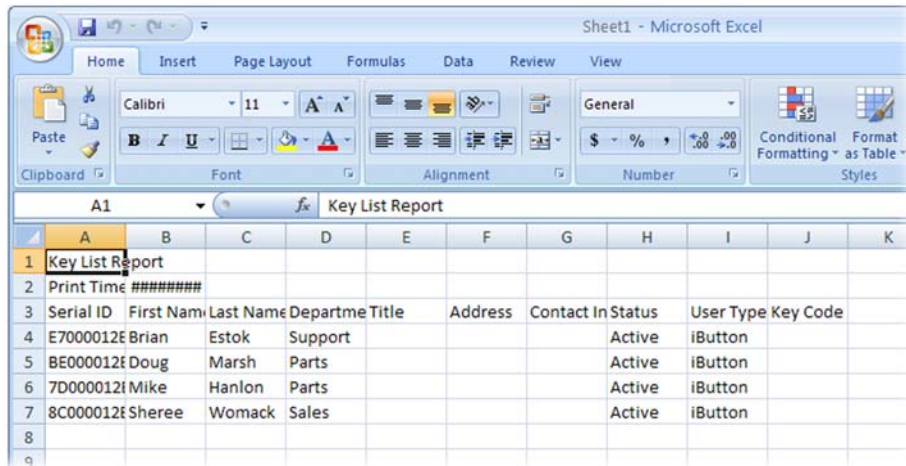 Sheet1 - Microsoft Excel
Home Insert Page Layout Formulas Data Review View
Calibri 11 A A General
Paste B I U A $ % , .0 .00 .00 .0 Conditional Formatting Format as Table
Clipboard Font Alignment Number Styles
A1 fx Key List Report
A B C D E F G H I J K
1 Key List Report
2 Print Time ########
3 Serial ID First Nam Last Name Departme Title Address Contact In Status User Type Key Code
4 E7000012E Brian Estok Support Active iButton
5 BE000012E Doug Marsh Parts Active iButton
6 7D000012E Mike Hanlon Parts Active iButton
7 8C000012E Sheree Womack Sales Active iButton
8
9